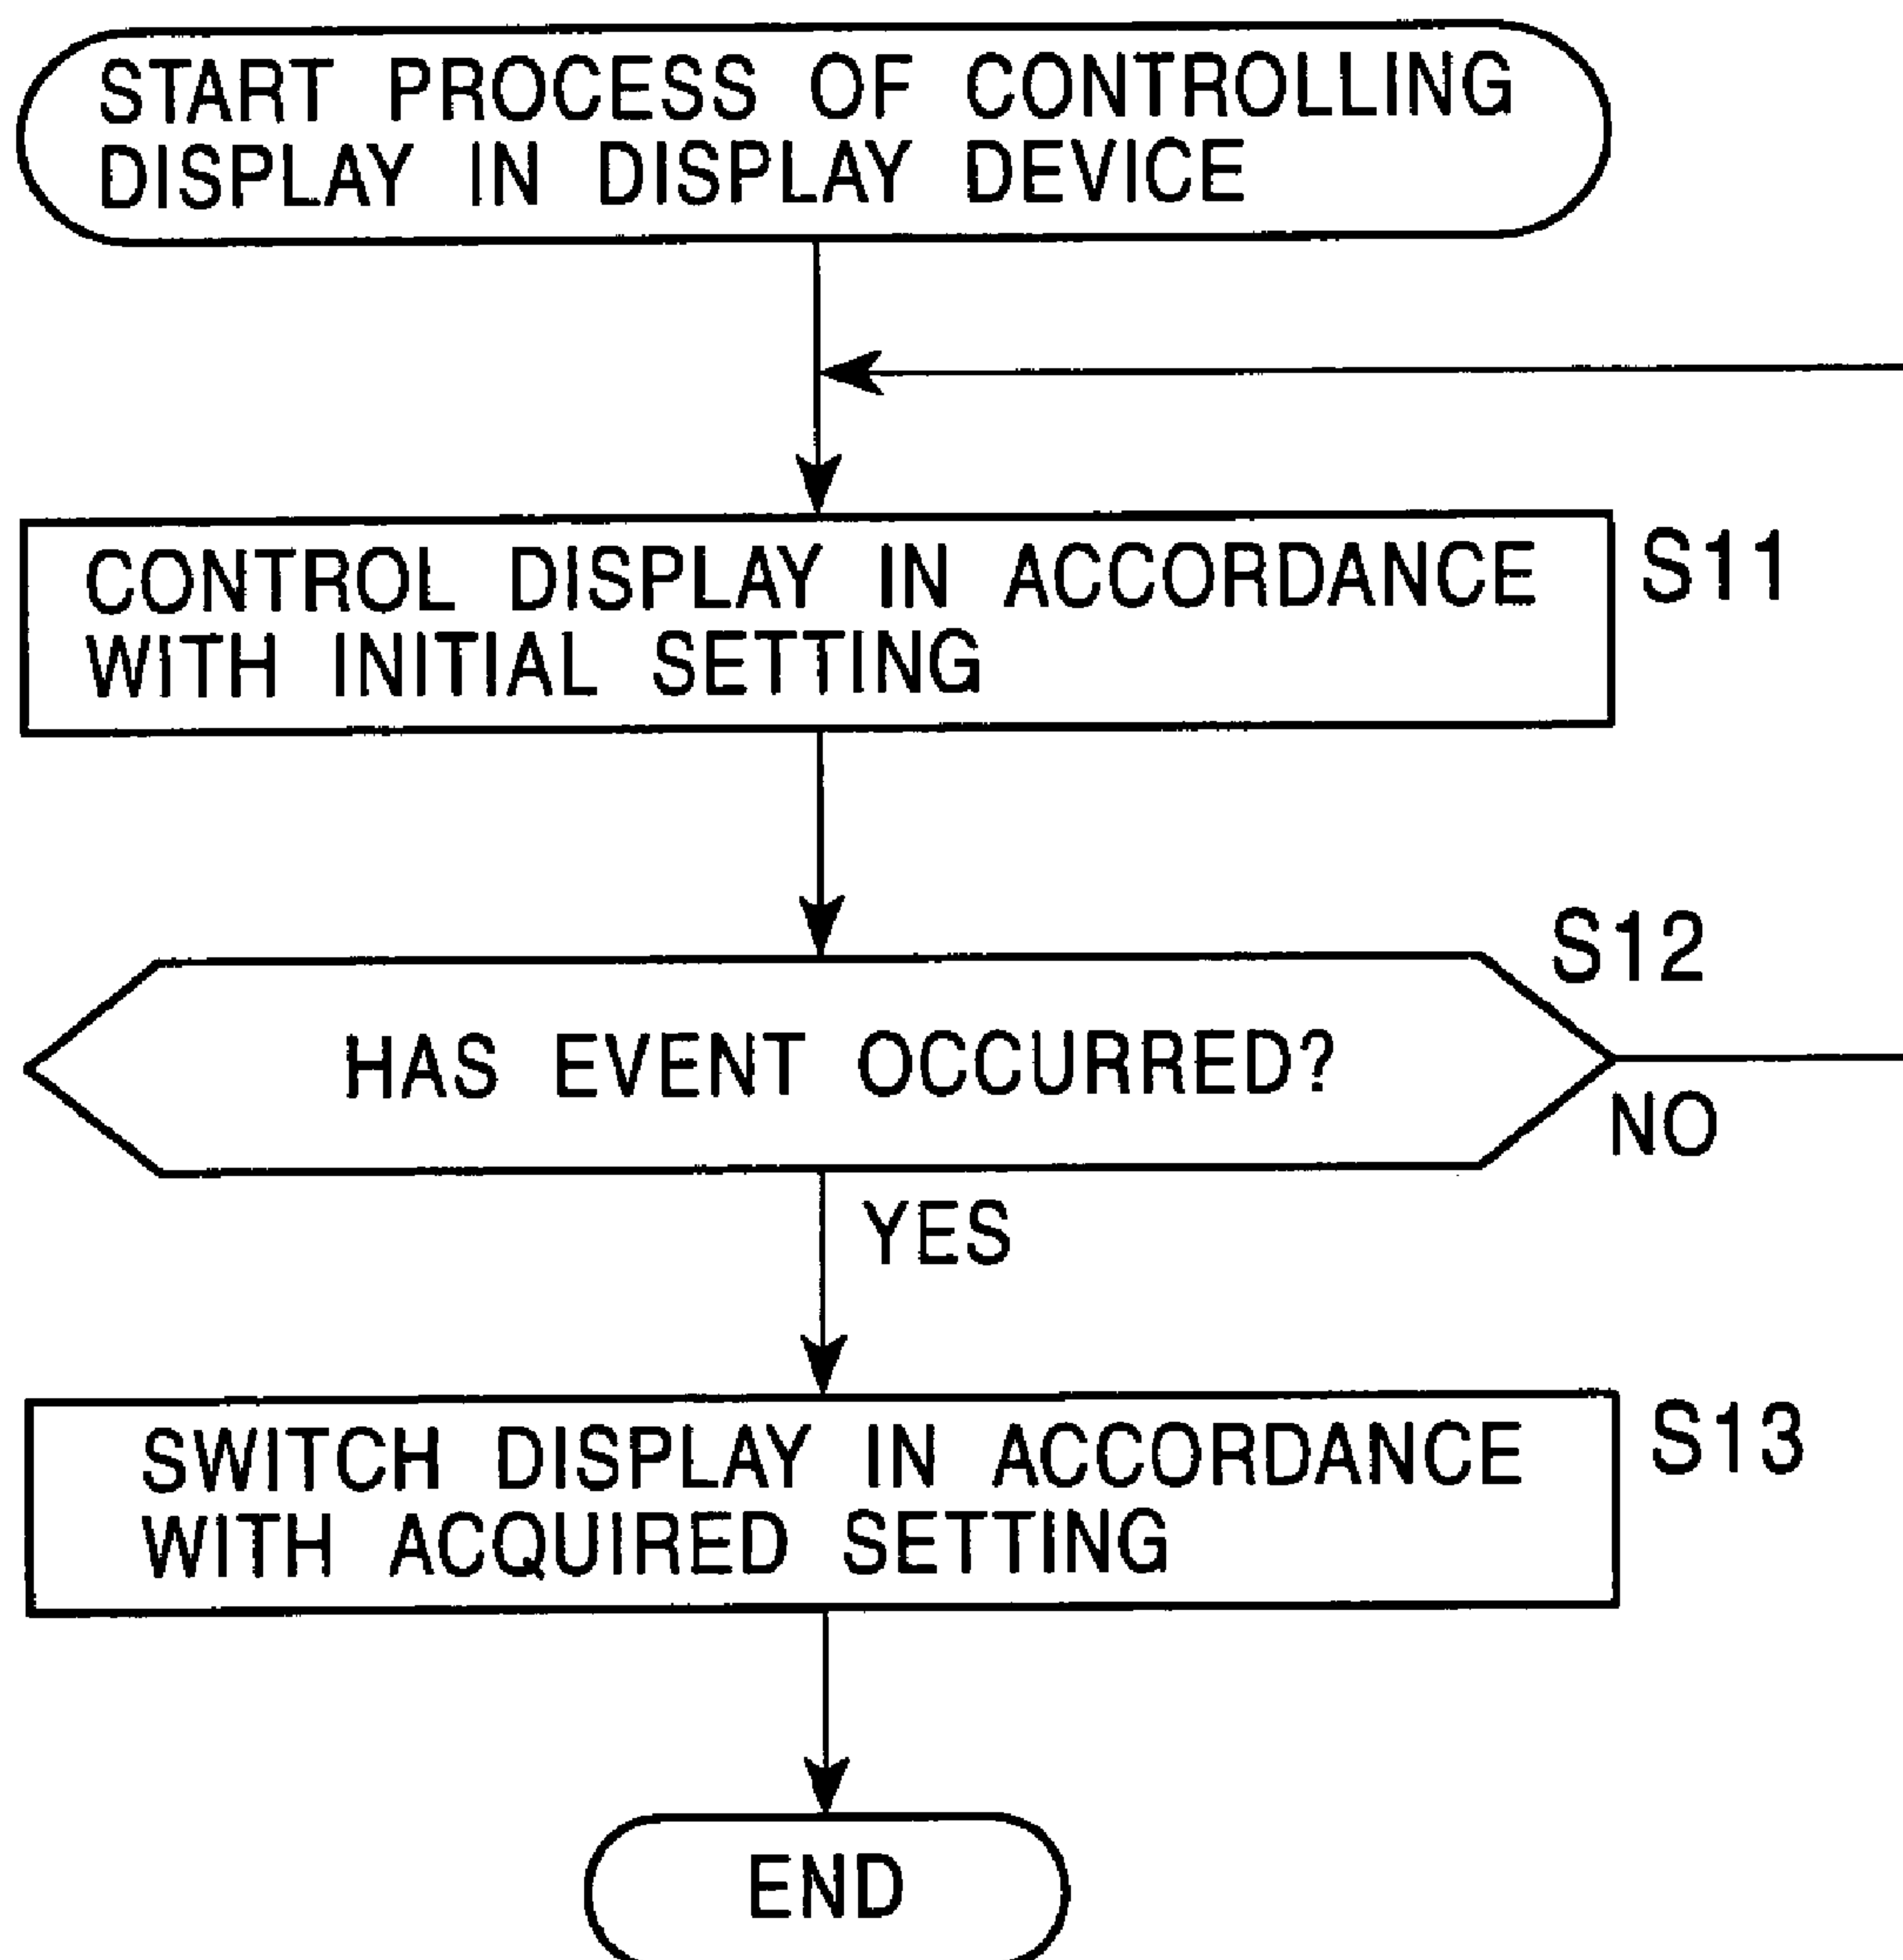 START PROCESS OF CONTROLLING
DISPLAY IN DISPLAY DEVICE
CONTROL DISPLAY IN ACCORDANCE
WITH INITIAL SETTING
S11
S12
HAS EVENT OCCURRED?
NO
YES
SWITCH DISPLAY IN ACCORDANCE
WITH ACQUIRED SETTING
S13
END